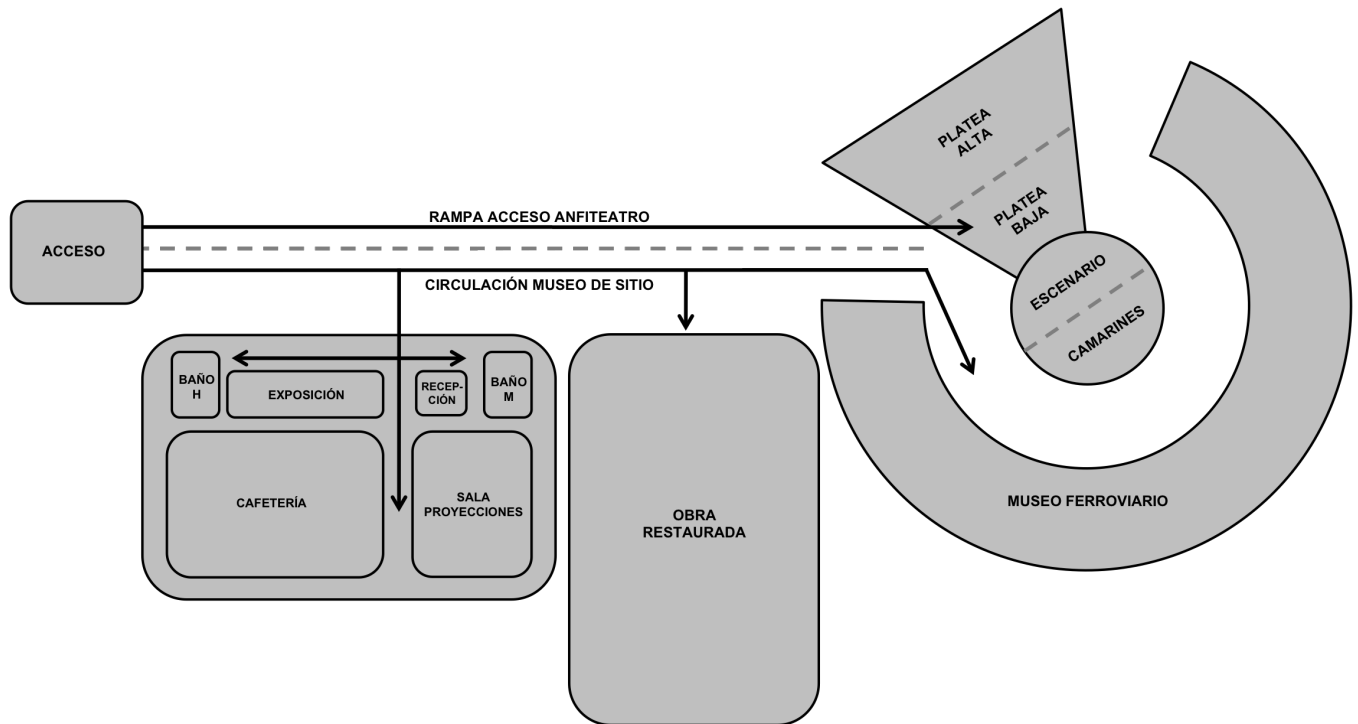 PLATEA
ALTA
PLATEA
BAJA
RAMPA ACCESO ANFITEATRO
ACCESO
CIRCULACIÓN MUSEO DE SITIO
ESCENARIO
CAMARINES
BAÑO
H
EXPOSICIÓN
RECEP-
CIÓN
BAÑO
M
CAFETERÍA
SALA
PROYECCIONES
OBRA
RESTAURADA
MUSEO FERROVIARIO